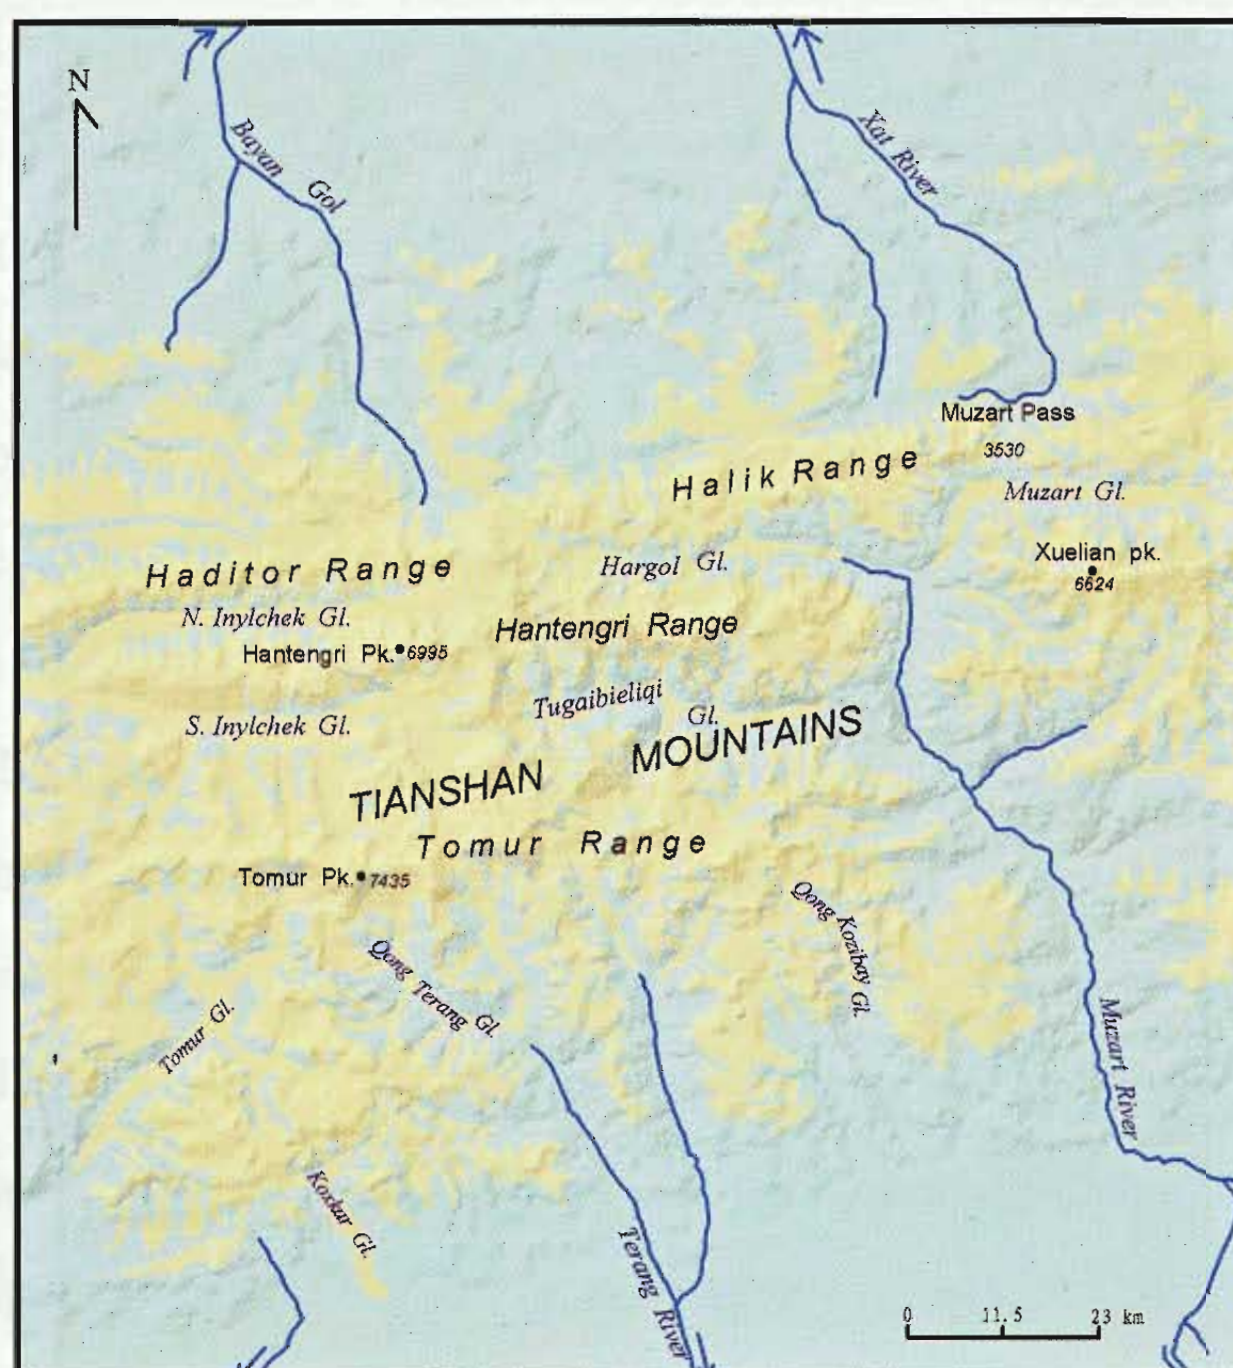 N
Bayan Gol
Xat River
Muzart Pass
3530
Halik Range
Muzart Gl.
Xuelian pk.
6624
Hargol Gl.
Haditor Range
N. Inylchek Gl.
Hantengri Range
Hantengri Pk. 6995
Tugaibieliqi
Gl.
S. Inylchek Gl.
TIANSHAN MOUNTAINS
Tomur Range
Tomur Pk. 7435
Qong Kozibay Gl.
Qong Terang Gl.
Tomur Gl.
Muzart River
Koxkar Gl.
Terang River
0 11.5 23 km